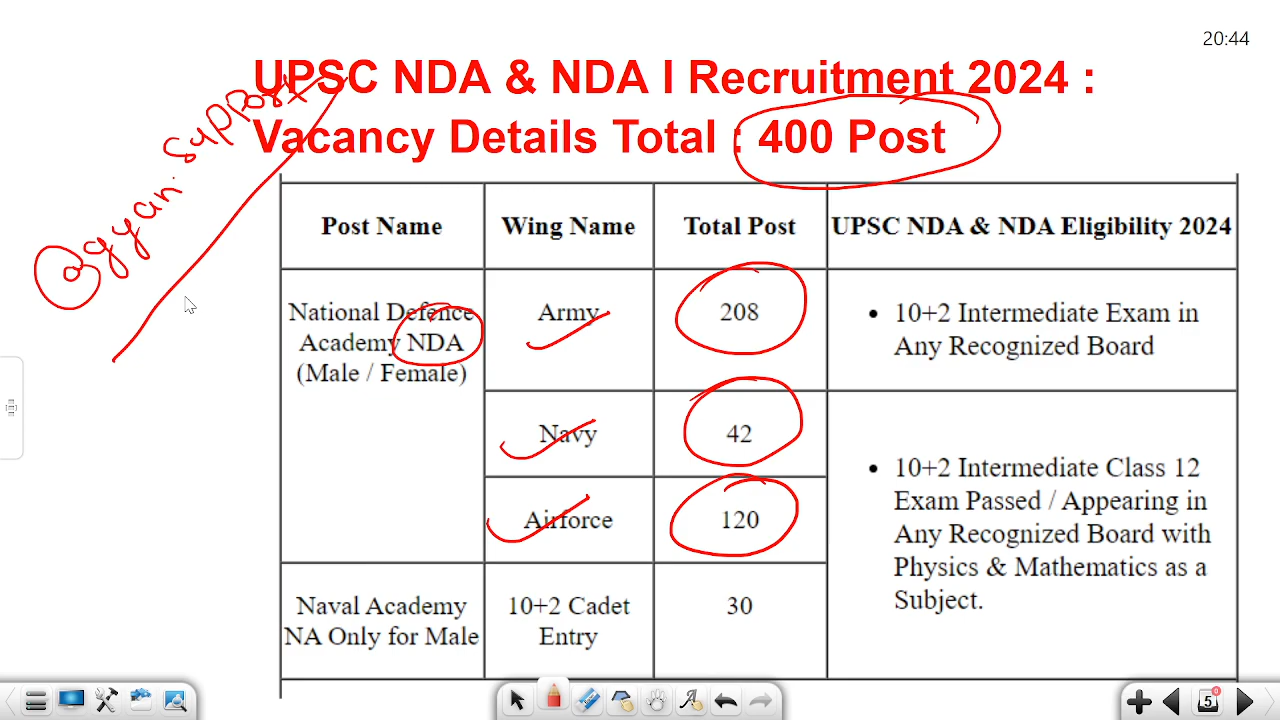 20:44
UPSC NDA & NDA I Recruitment 2024 :
Vacancy Details Total : 400 Post
@gyan.support
Post Name
Wing Name
Total Post
UPSC NDA & NDA Eligibility 2024
National Defence
Academy NDA
(Male / Female)
Army
208
10+2 Intermediate Exam in
Any Recognized Board
Navy
42
Airforce
120
10+2 Intermediate Class 12
Exam Passed / Appearing in
Any Recognized Board with
Physics & Mathematics as a
Subject.
Naval Academy
NA Only for Male
10+2 Cadet
Entry
30
5